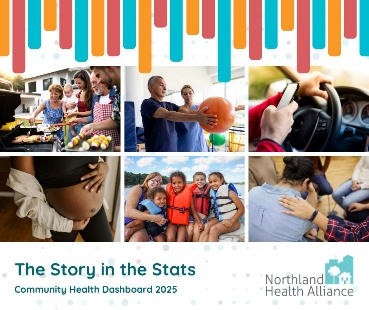 The Story in the Stats
Community Health Dashboard 2025
Northland
Health Alliance